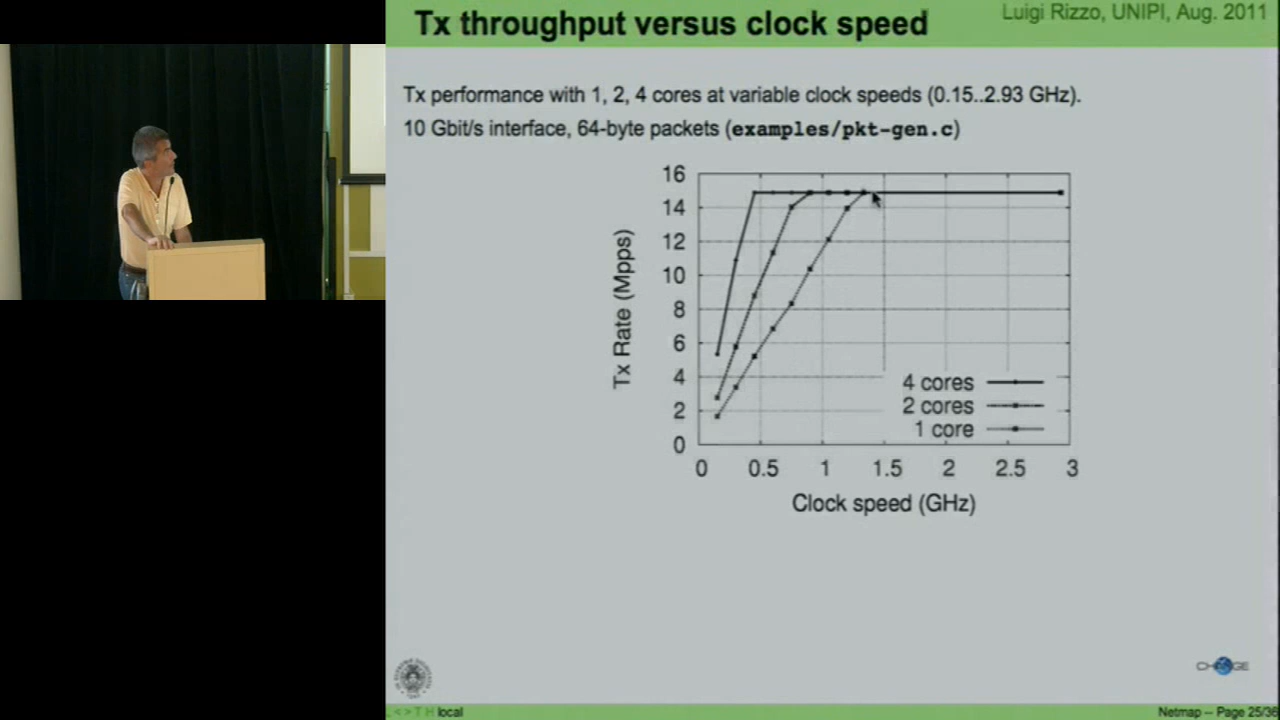 Tx throughput versus clock speed
Luigi Rizzo, UNIPI, Aug. 2011
Tx performance with 1, 2, 4 cores at variable clock speeds (0.15..2.93 GHz).
10 Gbit/s interface, 64-byte packets (examples/pkt-gen.c)
16
14
12
10
8
6
4
2
0
Tx Rate (Mpps)
4 cores
2 cores
1 core
0 0.5 1 1.5 2 2.5 3
Clock speed (GHz)
CHANGE
< > T H local
Netmap -- Page 25/36